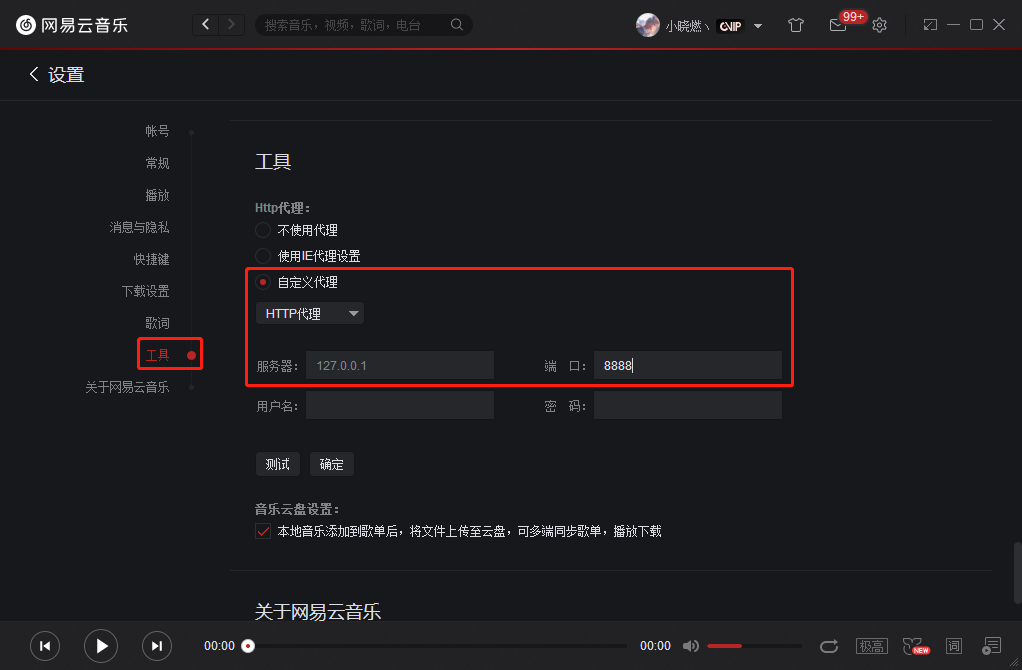 网易云音乐
搜索音乐，视频，歌词，电台
小晓燃丶
VIP
99+
设置
帐号
常规
播放
消息与隐私
快捷键
下载设置
歌词
工具
关于网易云音乐
工具
Http代理：
不使用代理
使用IE代理设置
自定义代理
HTTP代理
服务器： 127.0.0.1 端 口： 8888
用户名： 密 码：
测试 确定
音乐云盘设置：
本地音乐添加到歌单后，将文件上传至云盘，可多端同步歌单，播放下载
关于网易云音乐
00:00 00:00 极高 NEW 词